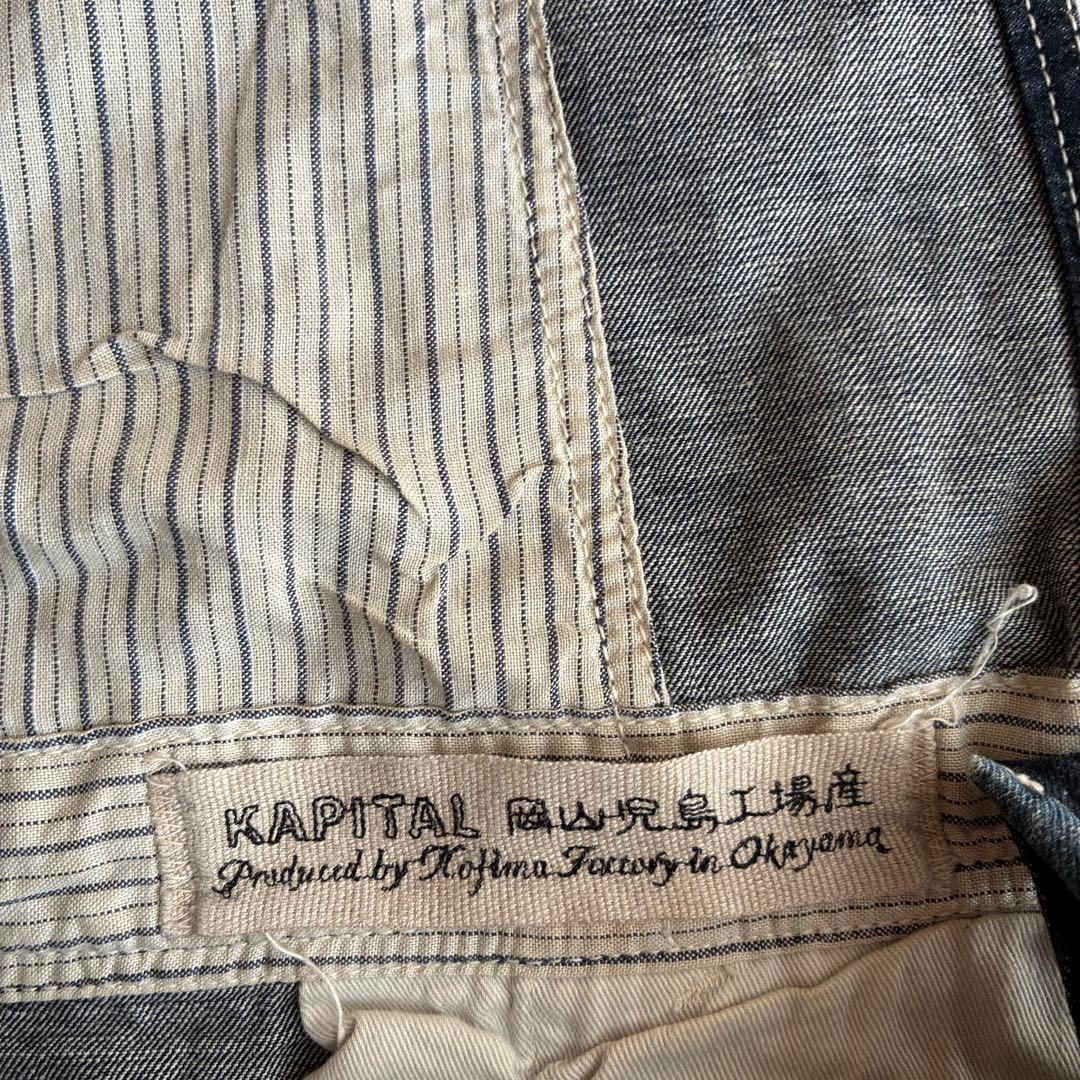 KAPITAL 岡山児島工場産
Produced by Kojima Factory in Okayama